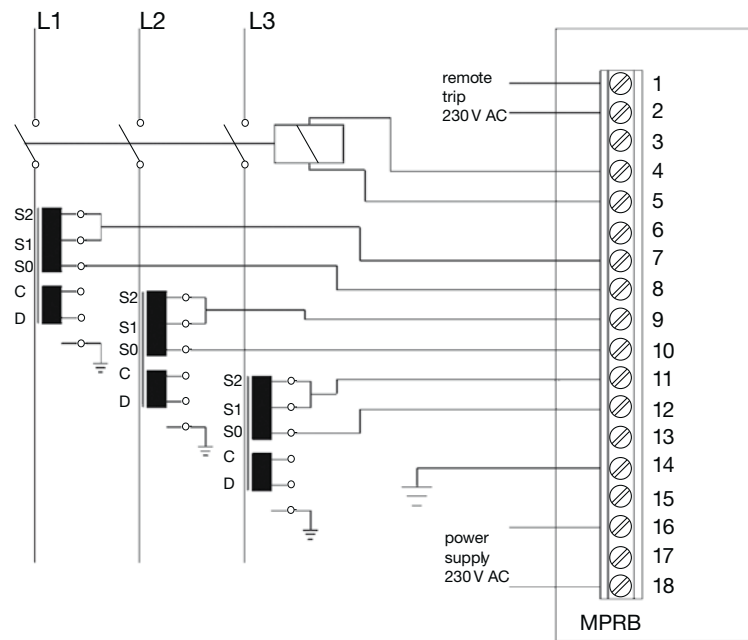 L1
L2
L3
remote
trip
230 V AC
1
2
3
4
5
6
7
8
9
10
11
12
13
14
15
16
17
18
S2
S1
S0
C
D
S2
S1
S0
C
D
S2
S1
S0
C
D
power
supply
230 V AC
MPRB